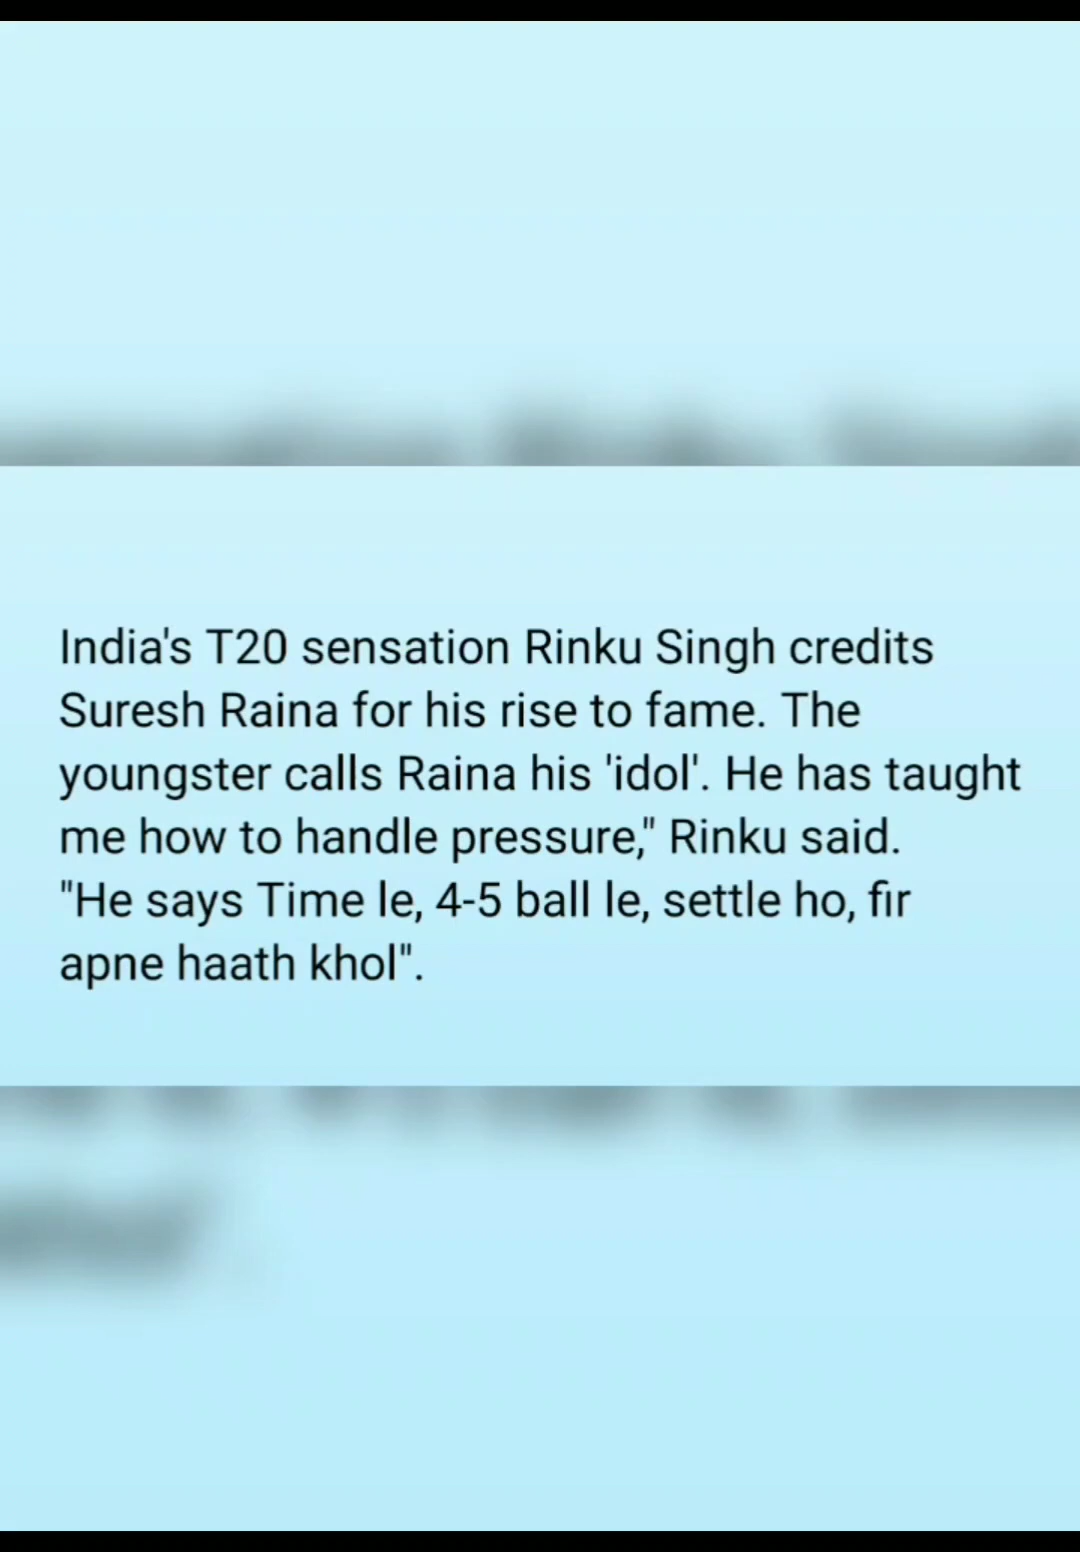 India's T20 sensation Rinku Singh credits
Suresh Raina for his rise to fame. The
youngster calls Raina his 'idol'. He has taught
me how to handle pressure," Rinku said.
"He says Time le, 4-5 ball le, settle ho, fir
apne haath khol".